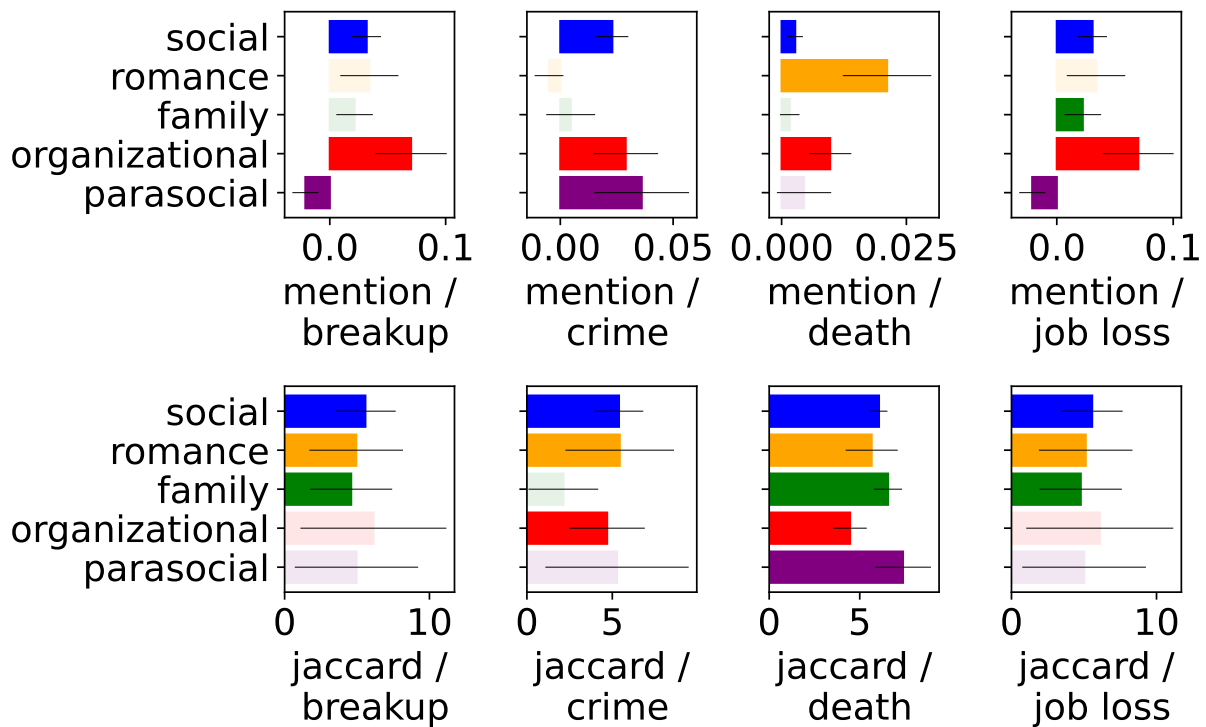 social
romance
family
organizational
parasocial
0.0 0.1
mention /
breakup
0.00 0.05
mention /
crime
0.000 0.025
mention /
death
0.0 0.1
mention /
job loss
social
romance
family
organizational
parasocial
0 10
jaccard /
breakup
0 5
jaccard /
crime
0 5
jaccard /
death
0 10
jaccard /
job loss